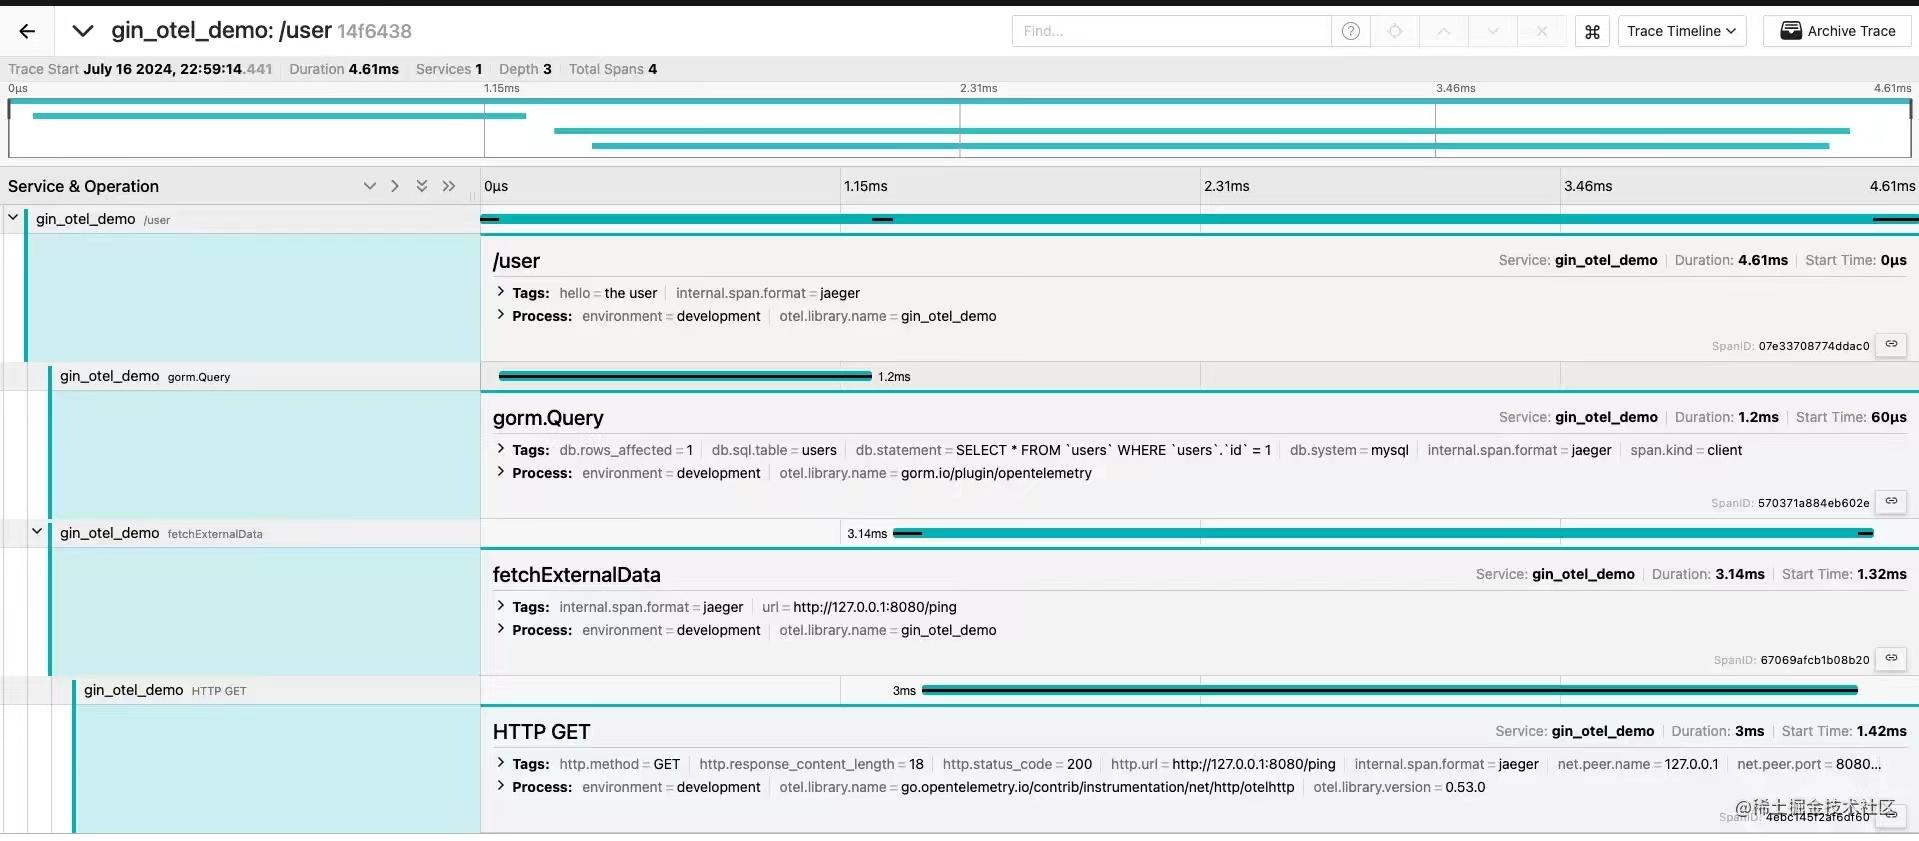 gin_otel_demo: /user 14f6438
Find...
Trace Timeline
Archive Trace
Trace Start July 16 2024, 22:59:14.441 Duration 4.61ms Services 1 Depth 3 Total Spans 4
0μs 1.15ms 2.31ms 3.46ms 4.61ms
Service & Operation 0μs 1.15ms 2.31ms 3.46ms 4.61ms
gin_otel_demo /user
/user Service: gin_otel_demo Duration: 4.61ms Start Time: 0μs
Tags: hello = the user internal.span.format = jaeger
Process: environment = development otel.library.name = gin_otel_demo
SpanID: 07e33708774ddac0
gin_otel_demo gorm.Query 1.2ms
gorm.Query Service: gin_otel_demo Duration: 1.2ms Start Time: 60μs
Tags: db.rows_affected = 1 db.sql.table = users db.statement = SELECT * FROM `users` WHERE `users`.`id` = 1 db.system = mysql internal.span.format = jaeger span.kind = client
Process: environment = development otel.library.name = gorm.io/plugin/opentelemetry
SpanID: 570371a884eb602e
gin_otel_demo fetchExternalData 3.14ms
fetchExternalData Service: gin_otel_demo Duration: 3.14ms Start Time: 1.32ms
Tags: internal.span.format = jaeger url = http://127.0.0.1:8080/ping
Process: environment = development otel.library.name = gin_otel_demo
SpanID: 67069afcb1b08b20
gin_otel_demo HTTP GET 3ms
HTTP GET Service: gin_otel_demo Duration: 3ms Start Time: 1.42ms
Tags: http.method = GET http.response_content_length = 18 http.status_code = 200 http.url = http://127.0.0.1:8080/ping internal.span.format = jaeger net.peer.name = 127.0.0.1 net.peer.port = 8080...
Process: environment = development otel.library.name = go.opentelemetry.io/contrib/instrumentation/net/http/otelhttp otel.library.version = 0.53.0
@稀土掘金技术社区
SpanID: 4ebc145f2af6df60